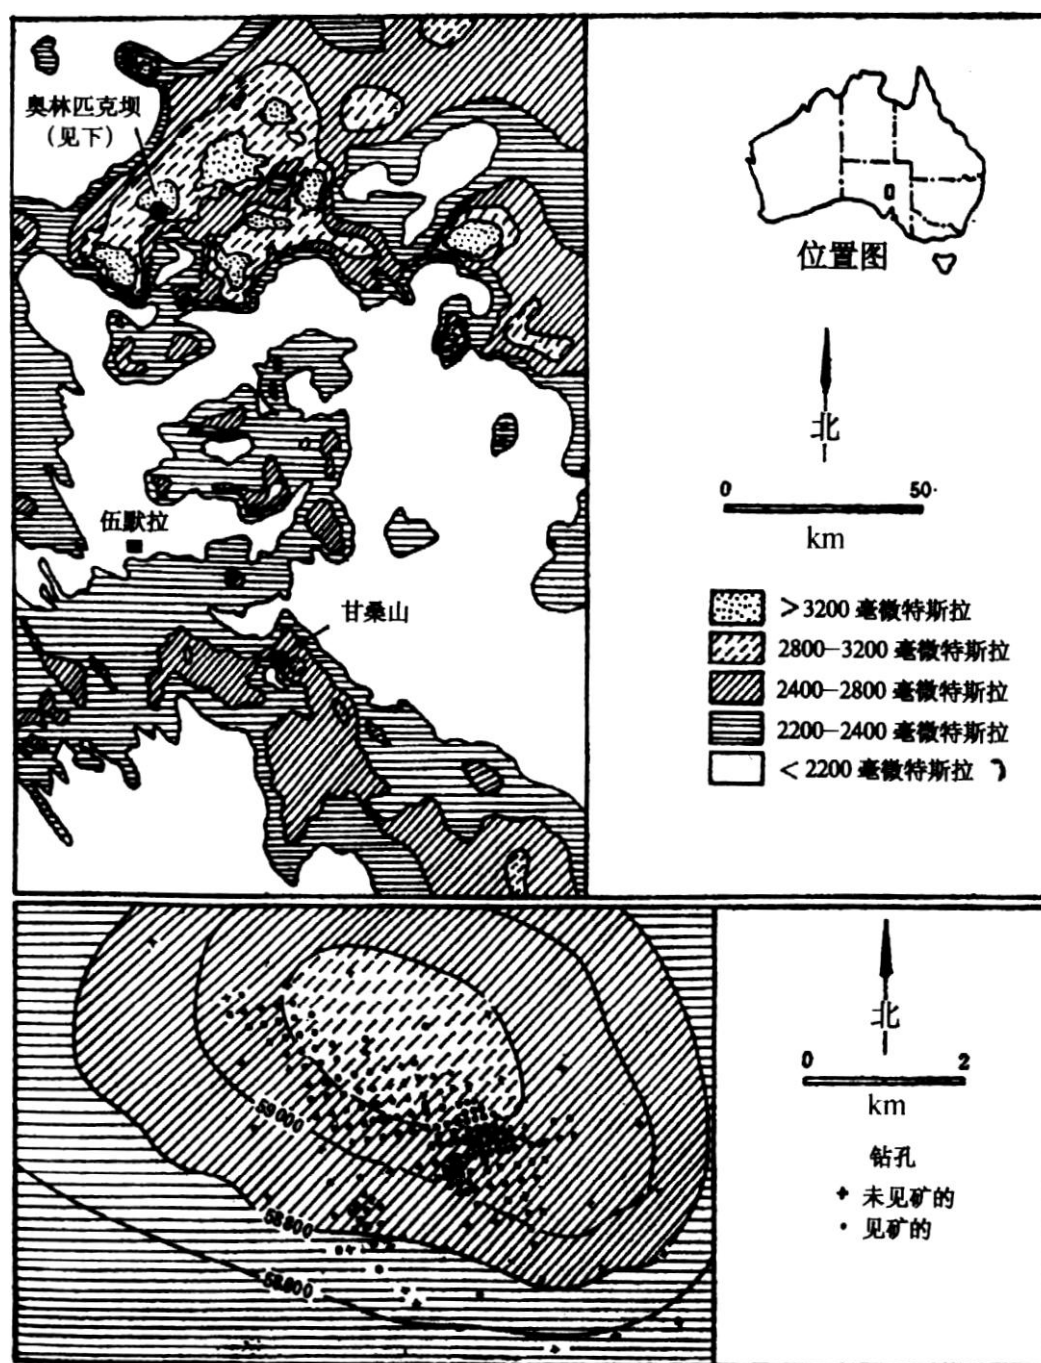 奥林匹克坝
(见下)
位置图
北
0 50
km
伍默拉
甘桑山
>3200 毫微特斯拉
2800—3200 毫微特斯拉
2400—2800 毫微特斯拉
2200—2400 毫微特斯拉
<2200 毫微特斯拉
北
0 2
km
59000
钻孔
+ 未见矿的
· 见矿的